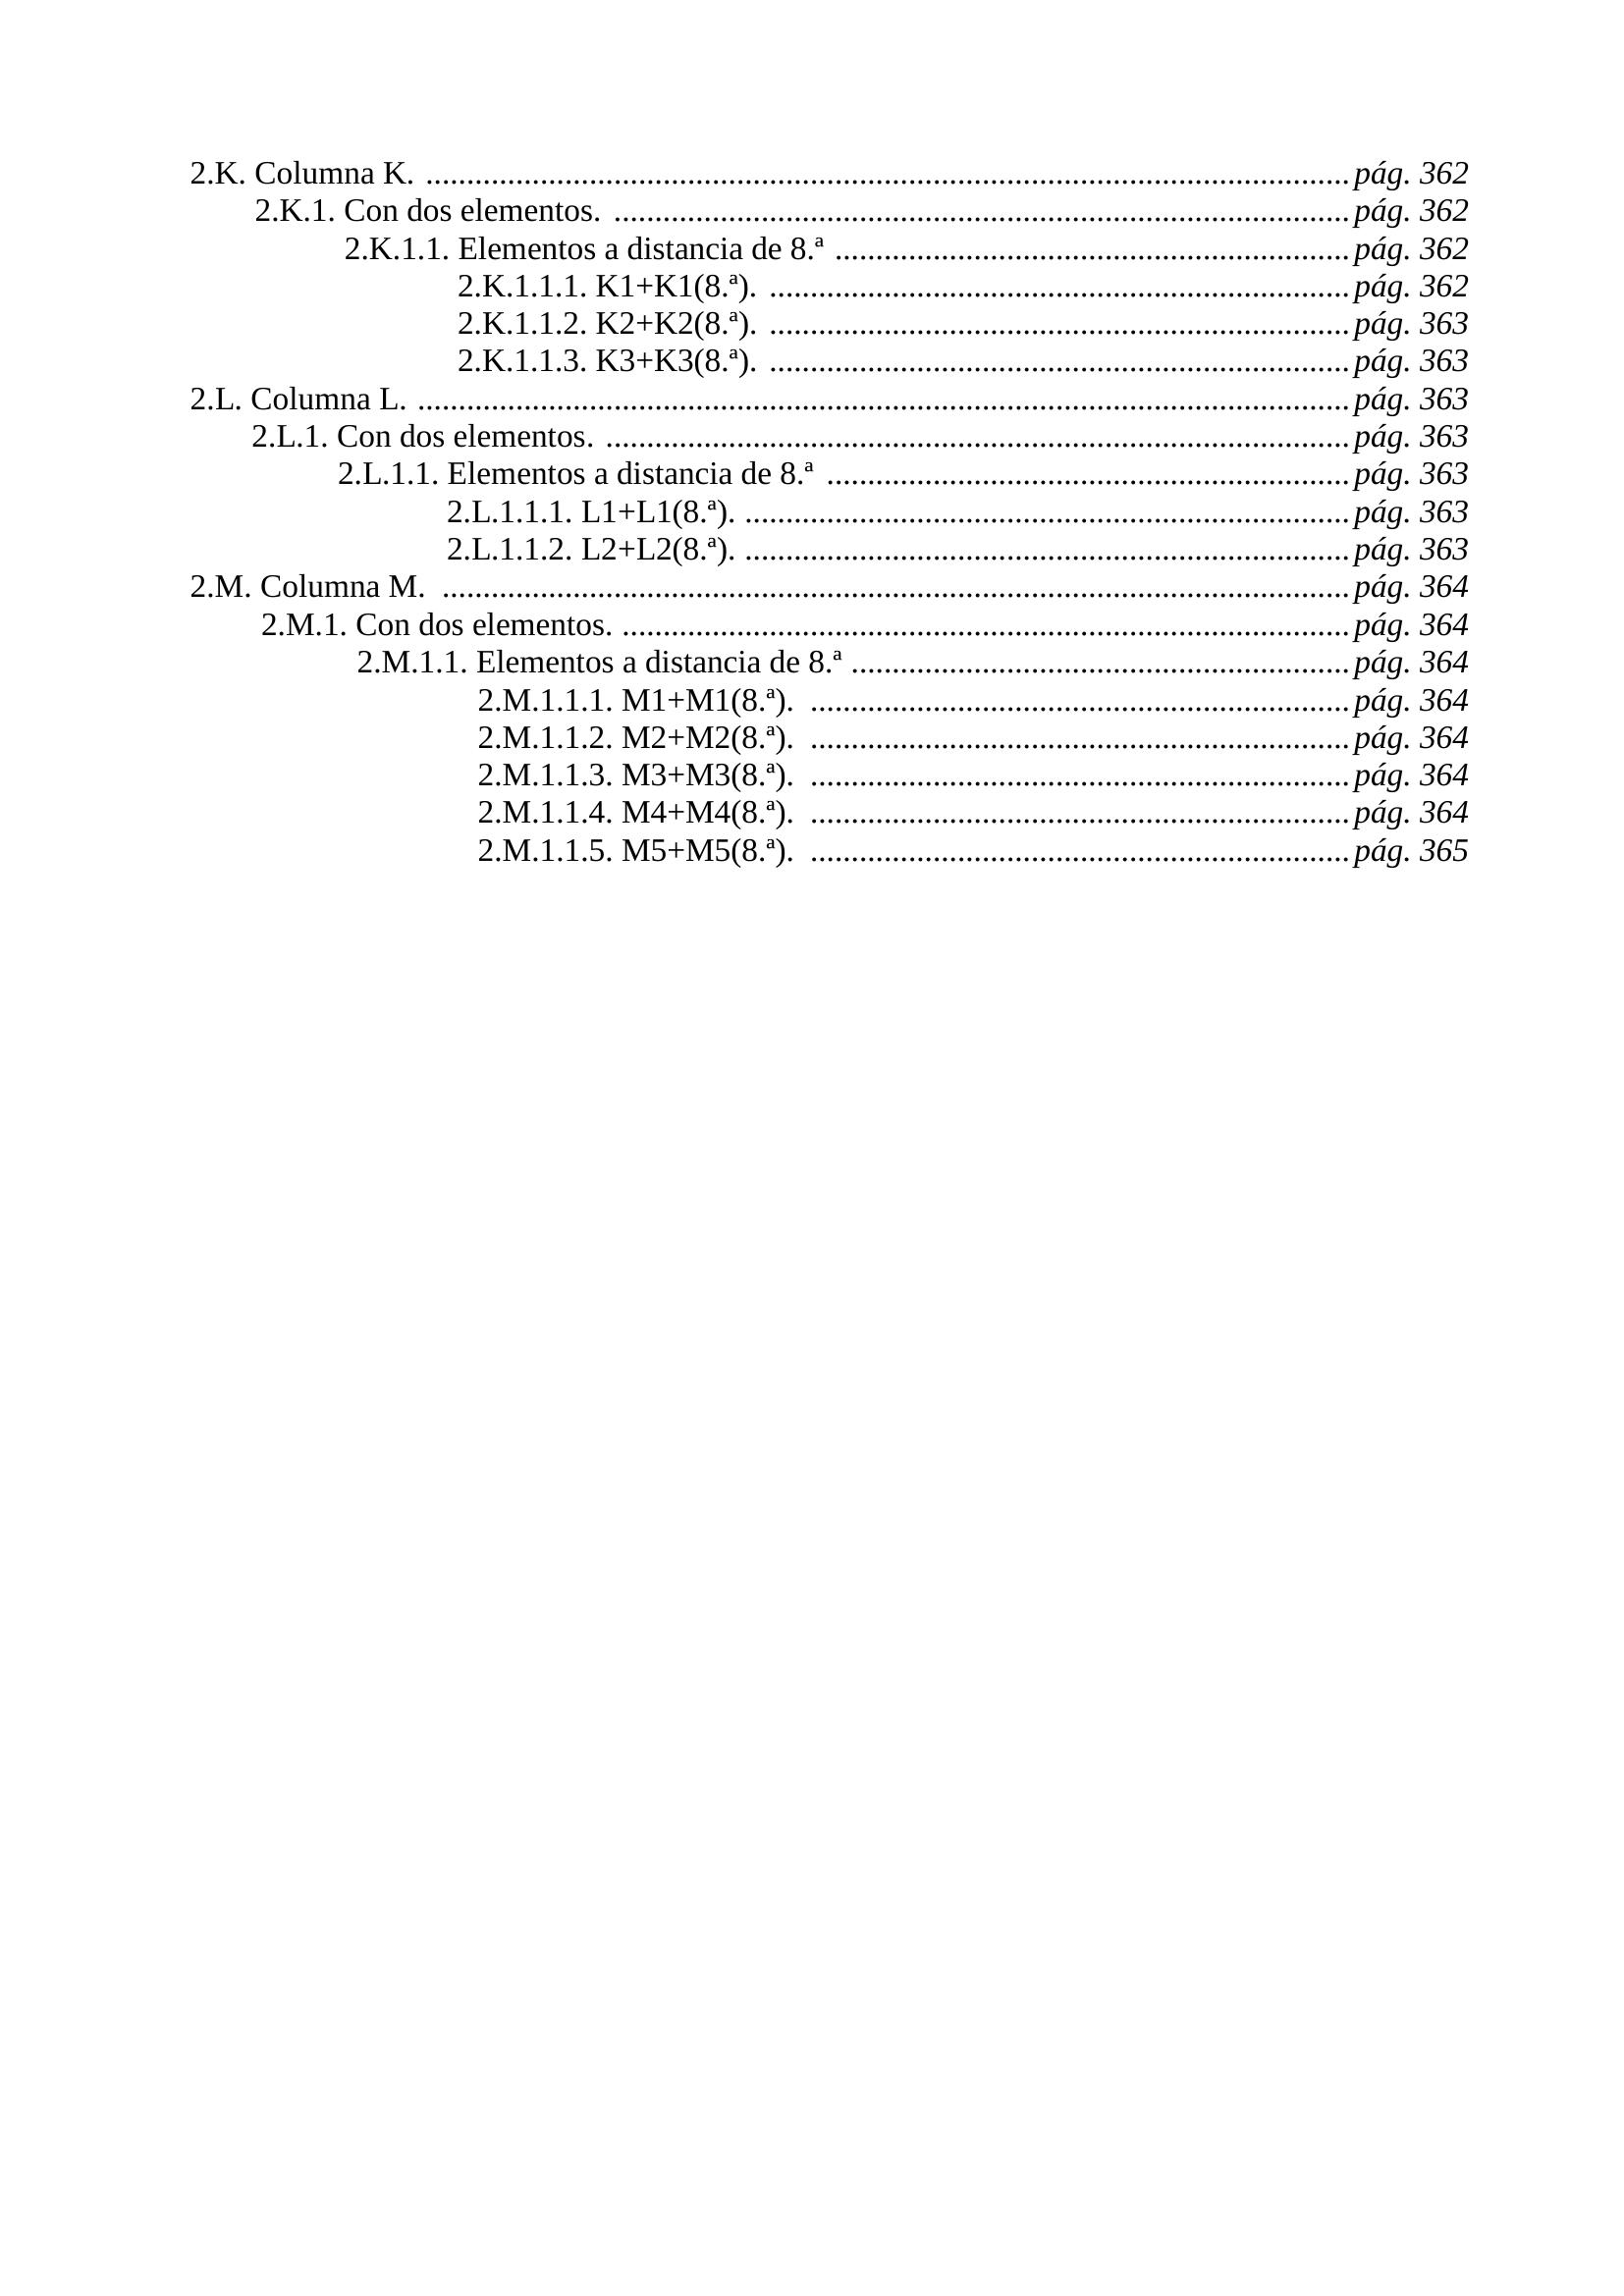 2.K. Columna K. ........................................................................................................................ pág. 362
2.K.1. Con dos elementos. ............................................................................................... pág. 362
2.K.1.1. Elementos a distancia de 8.ª ................................................................... pág. 362
2.K.1.1.1. K1+K1(8.ª). ........................................................................... pág. 362
2.K.1.1.2. K2+K2(8.ª). ........................................................................... pág. 363
2.K.1.1.3. K3+K3(8.ª). ........................................................................... pág. 363
2.L. Columna L. ......................................................................................................................... pág. 363
2.L.1. Con dos elementos. ................................................................................................ pág. 363
2.L.1.1. Elementos a distancia de 8.ª .................................................................... pág. 363
2.L.1.1.1. L1+L1(8.ª). .............................................................................. pág. 363
2.L.1.1.2. L2+L2(8.ª). .............................................................................. pág. 363
2.M. Columna M. ...................................................................................................................... pág. 364
2.M.1. Con dos elementos. .............................................................................................. pág. 364
2.M.1.1. Elementos a distancia de 8.ª ................................................................. pág. 364
2.M.1.1.1. M1+M1(8.ª). ...................................................................... pág. 364
2.M.1.1.2. M2+M2(8.ª). ...................................................................... pág. 364
2.M.1.1.3. M3+M3(8.ª). ...................................................................... pág. 364
2.M.1.1.4. M4+M4(8.ª). ...................................................................... pág. 364
2.M.1.1.5. M5+M5(8.ª). ...................................................................... pág. 365